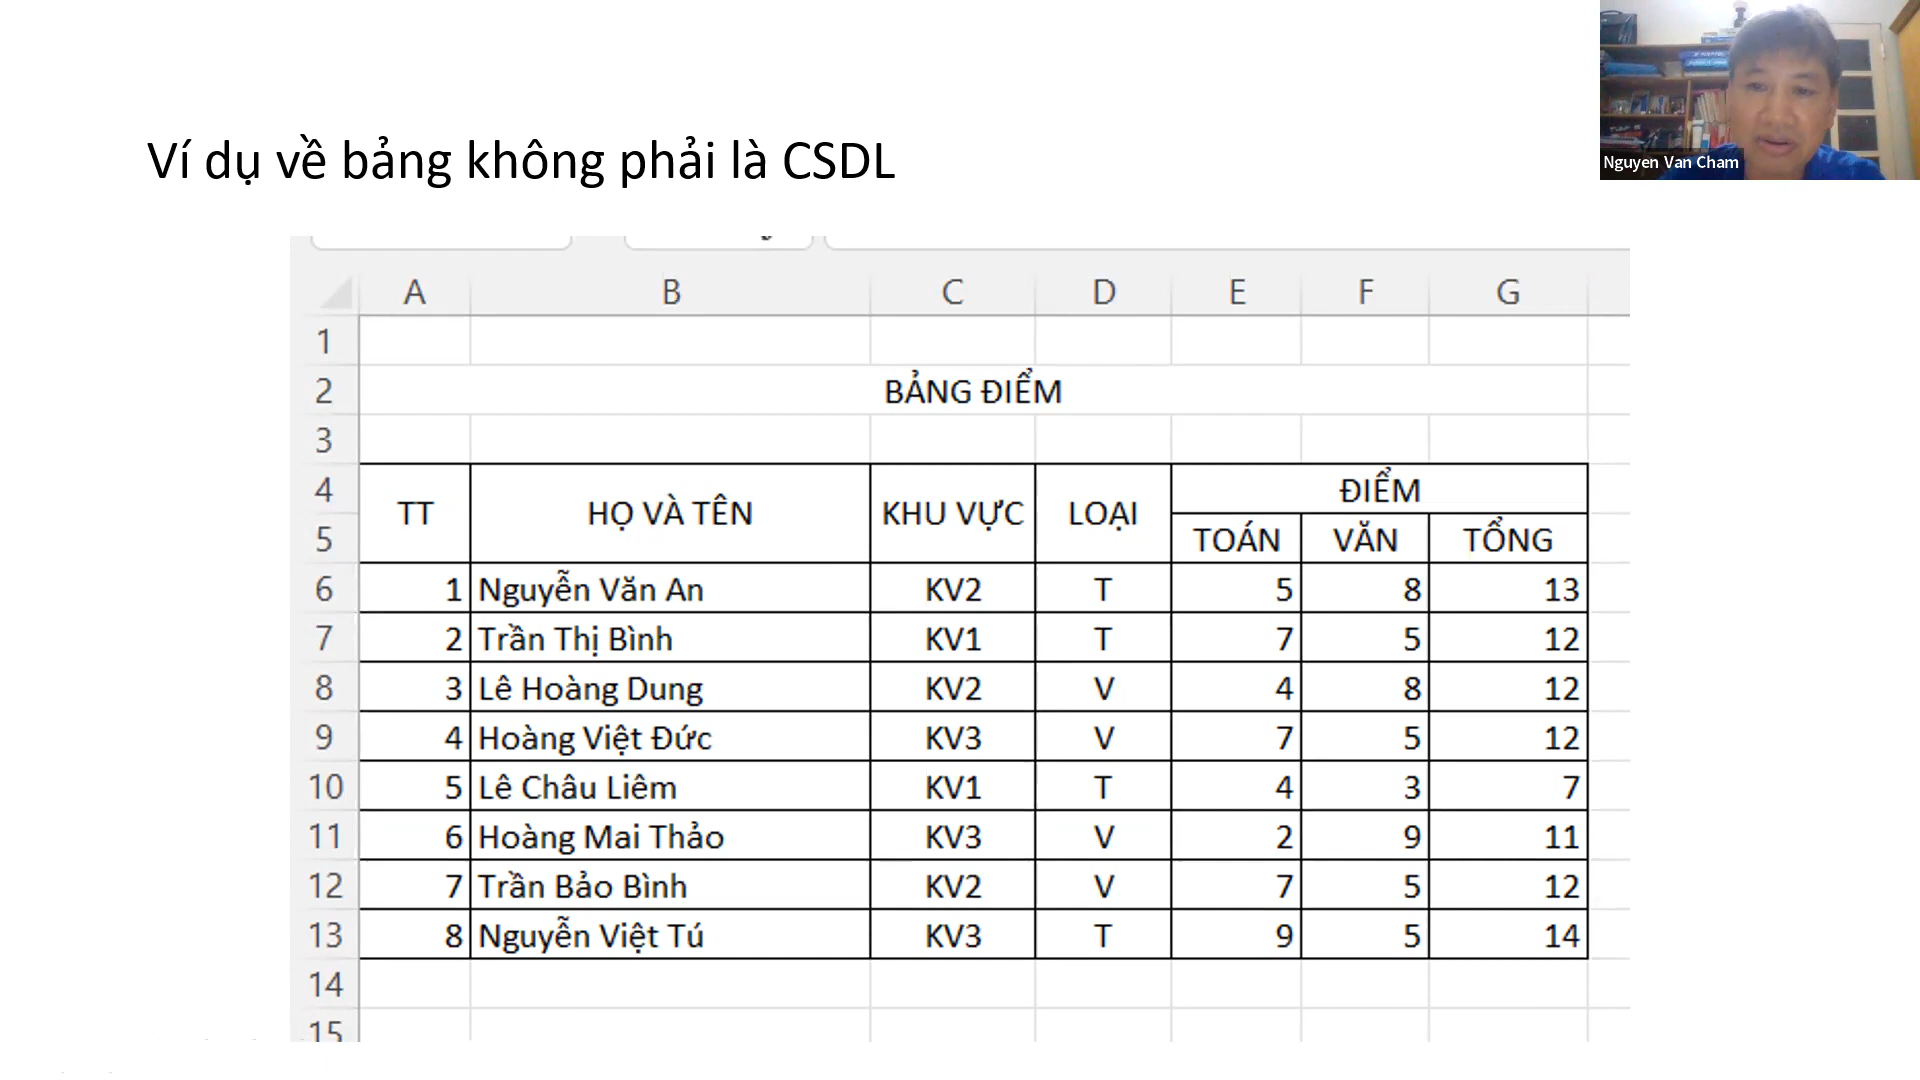 Ví dụ về bảng không phải là CSDL
Nguyen Van Cham
A B C D E F G
1
2 BẢNG ĐIỂM
3
4 TT HỌ VÀ TÊN KHU VỰC LOẠI ĐIỂM
5 TOÁN VĂN TỔNG
6 1 Nguyễn Văn An KV2 T 5 8 13
7 2 Trần Thị Bình KV1 T 7 5 12
8 3 Lê Hoàng Dung KV2 V 4 8 12
9 4 Hoàng Việt Đức KV3 V 7 5 12
10 5 Lê Châu Liêm KV1 T 4 3 7
11 6 Hoàng Mai Thảo KV3 V 2 9 11
12 7 Trần Bảo Bình KV2 V 7 5 12
13 8 Nguyễn Việt Tú KV3 T 9 5 14
14
15